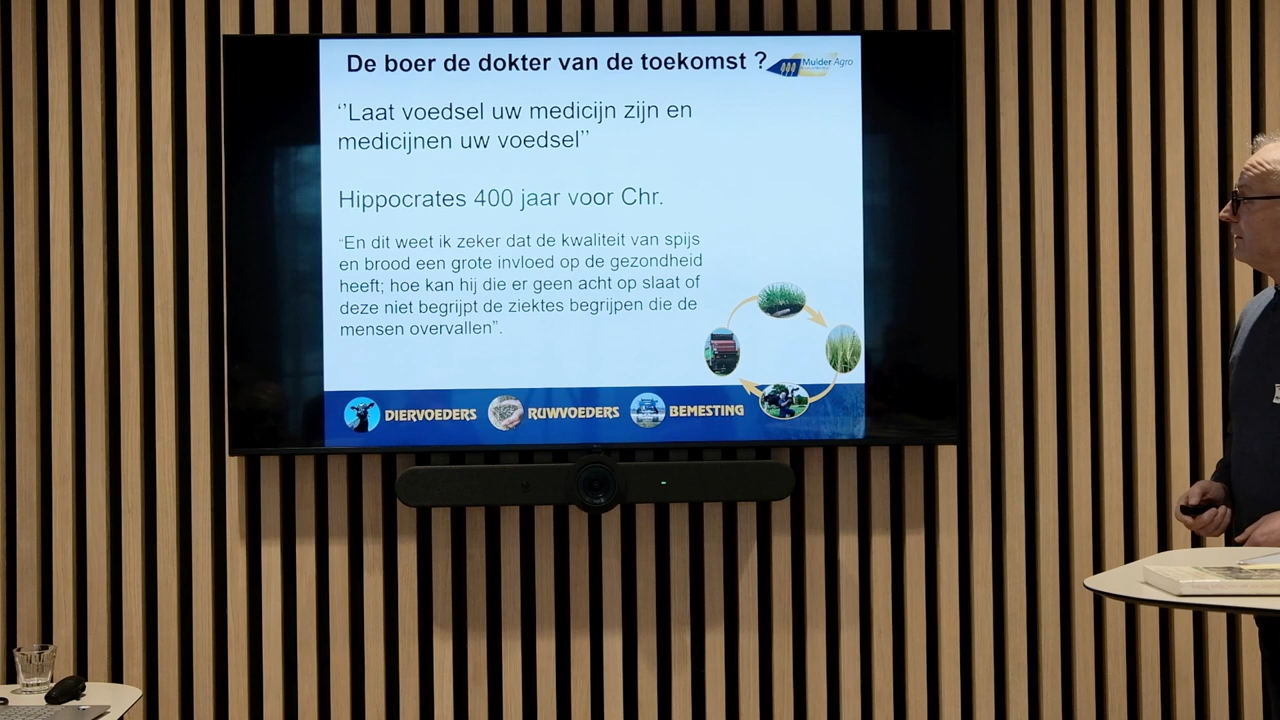 De boer de dokter van de toekomst ?
Mulder Agro
‘’Laat voedsel uw medicijn zijn en
medicijnen uw voedsel’’
Hippocrates 400 jaar voor Chr.
“En dit weet ik zeker dat de kwaliteit van spijs
en brood een grote invloed op de gezondheid
heeft; hoe kan hij die er geen acht op slaat of
deze niet begrijpt de ziektes begrijpen die de
mensen overvallen”.
DIERVOEDERS RUWVOEDERS BEMESTING